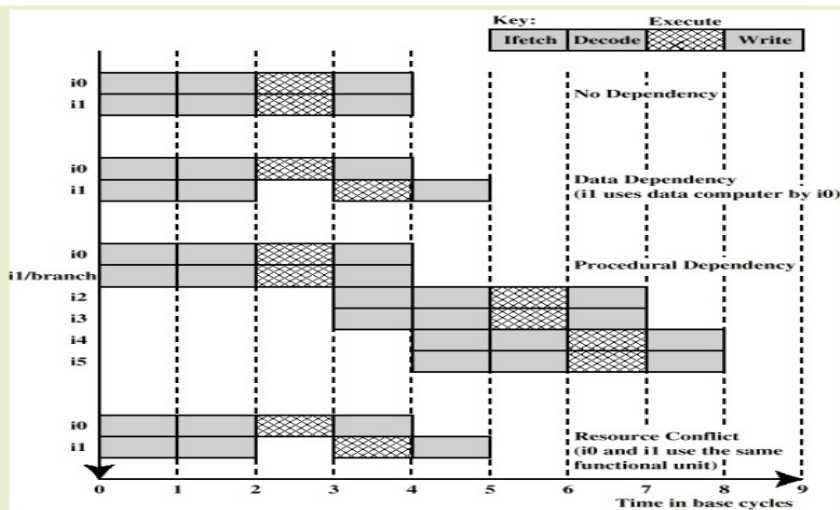 Key:
Execute
Ifetch Decode Write
i0
i1
No Dependency
i0
i1
Data Dependency
(i1 uses data computer by i0)
i0
i1/branch
Procedural Dependency
i2
i3
i4
i5
i0
i1
Resource Conflict
(i0 and i1 use the same
functional unit)
0 1 2 3 4 5 6 7 8 9
Time in base cycles